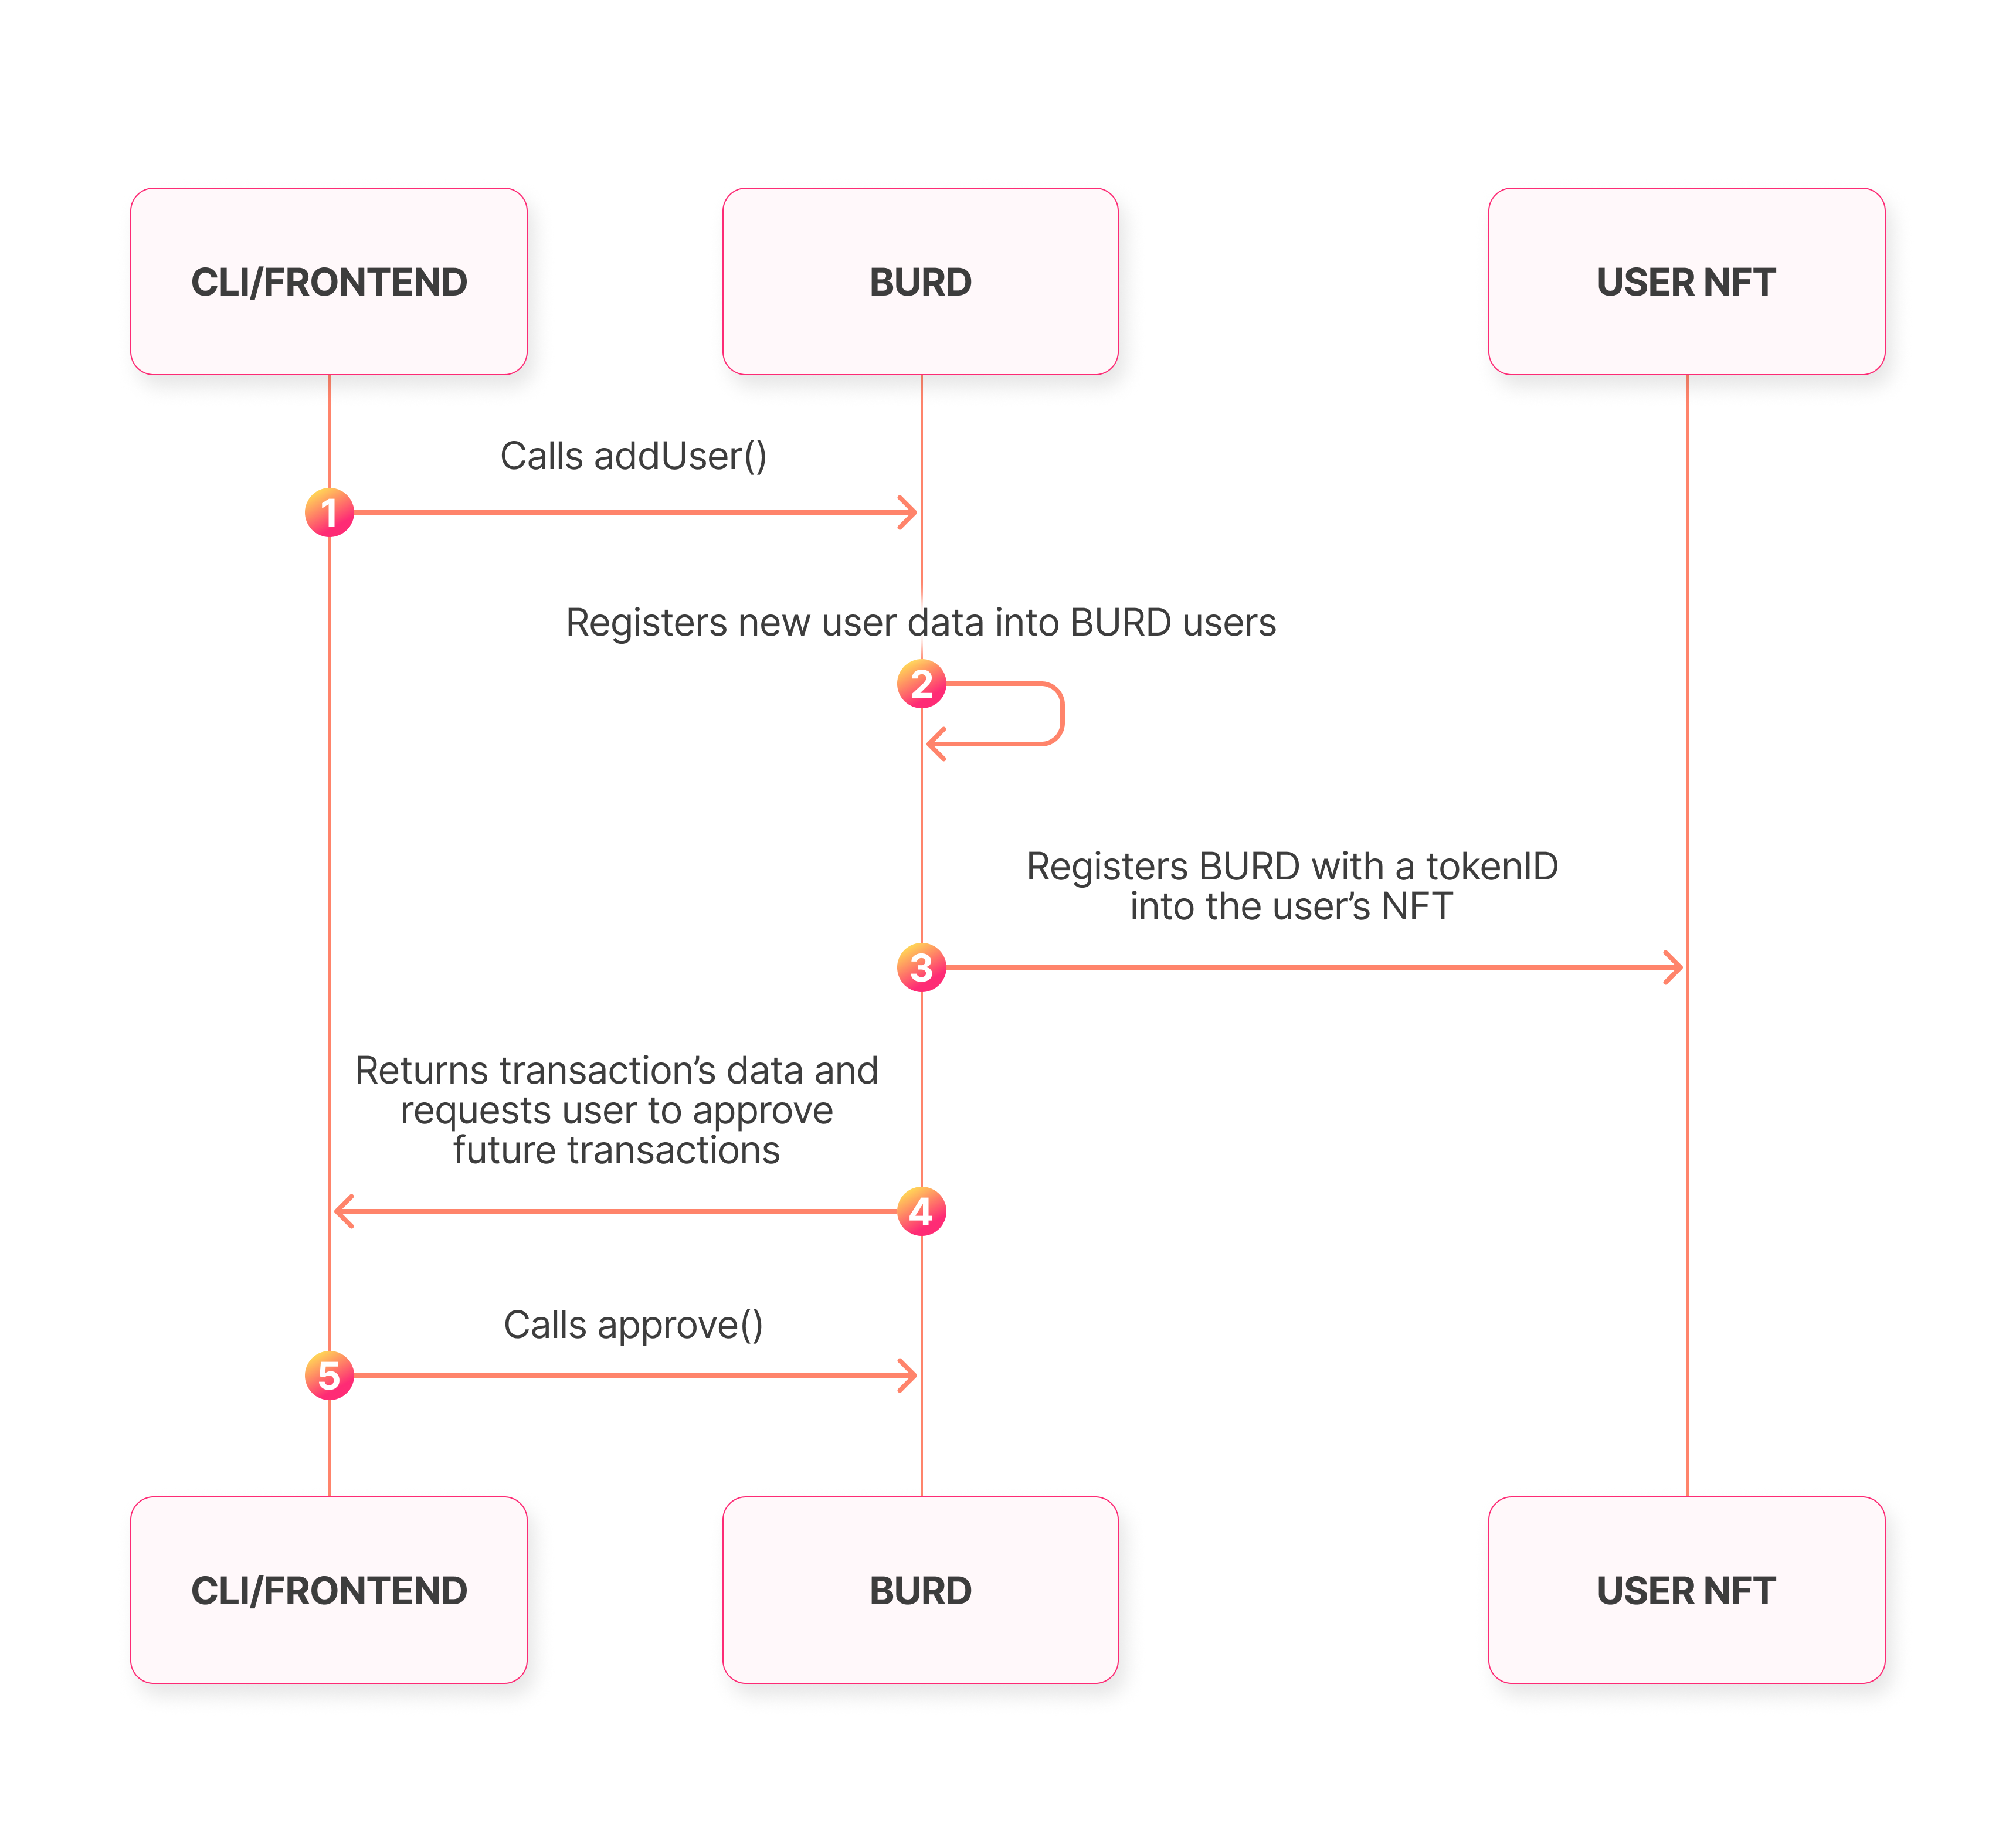 CLI/FRONTEND
BURD
USER NFT
Calls addUser()
1
Registers new user data into BURD users
2
Registers BURD with a tokenID
into the user’s NFT
3
Returns transaction’s data and
requests user to approve
future transactions
4
Calls approve()
5
CLI/FRONTEND
BURD
USER NFT